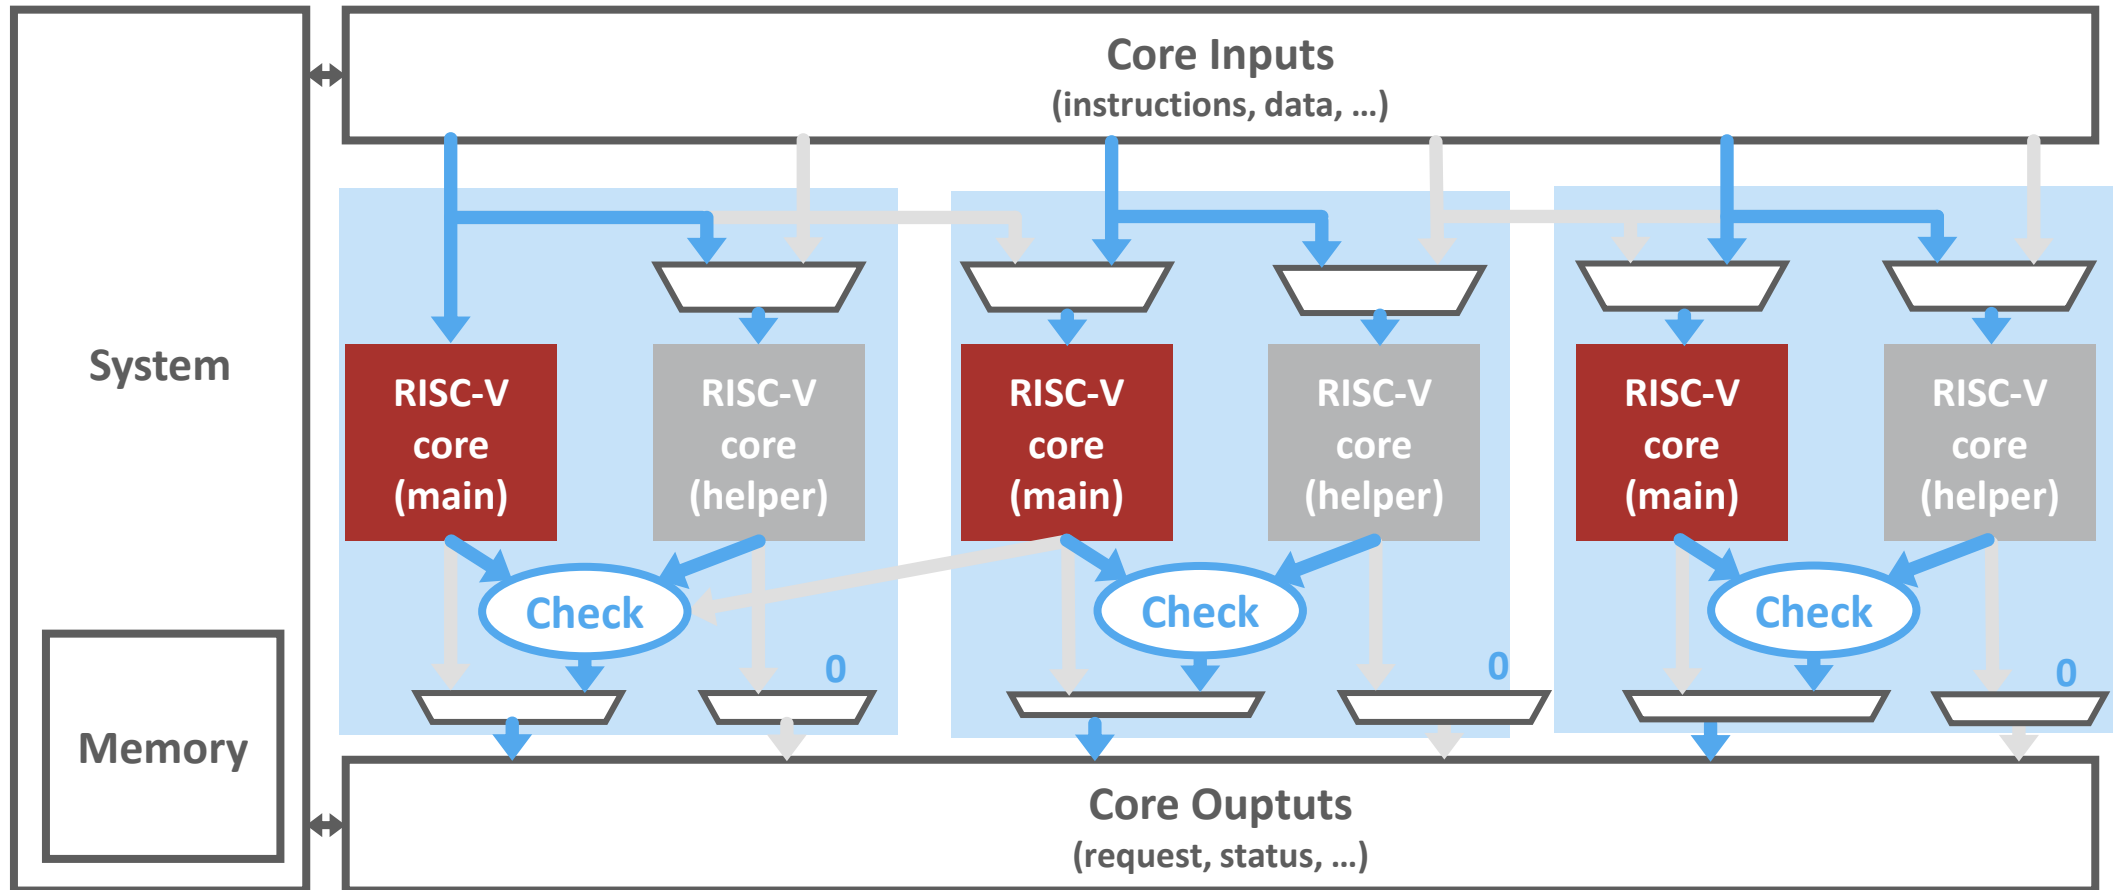 Core Inputs
(instructions, data, ...)
System
RISC-V
core
(main)
RISC-V
core
(helper)
RISC-V
core
(main)
RISC-V
core
(helper)
RISC-V
core
(main)
RISC-V
core
(helper)
Check
0
Check
0
Check
0
Memory
Core Ouptuts
(request, status, ...)